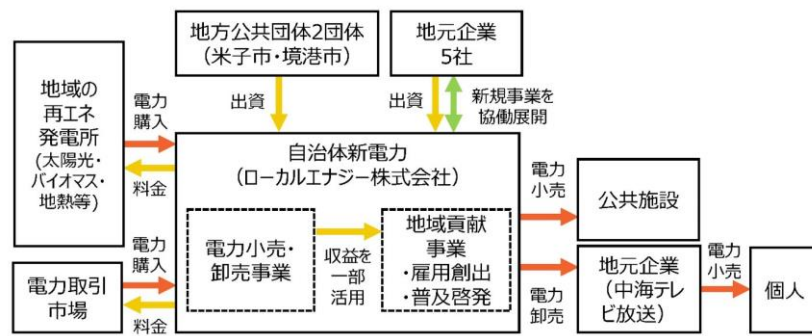 地方公共団体2団体
（米子市・境港市）
地元企業
5社
地域の
再エネ
発電所
(太陽光・
バイオマス・
地熱等)
電力
購入
料金
出資
出資
新規事業を
協働展開
自治体新電力
（ローカルエナジー株式会社）
電力小売・
卸売事業
収益を
一部
活用
地域貢献
事業
・雇用創出
・普及啓発
電力
小売
公共施設
電力取引
市場
電力
購入
料金
電力
卸売
地元企業
（中海テレ
ビ放送）
電力
小売
個人